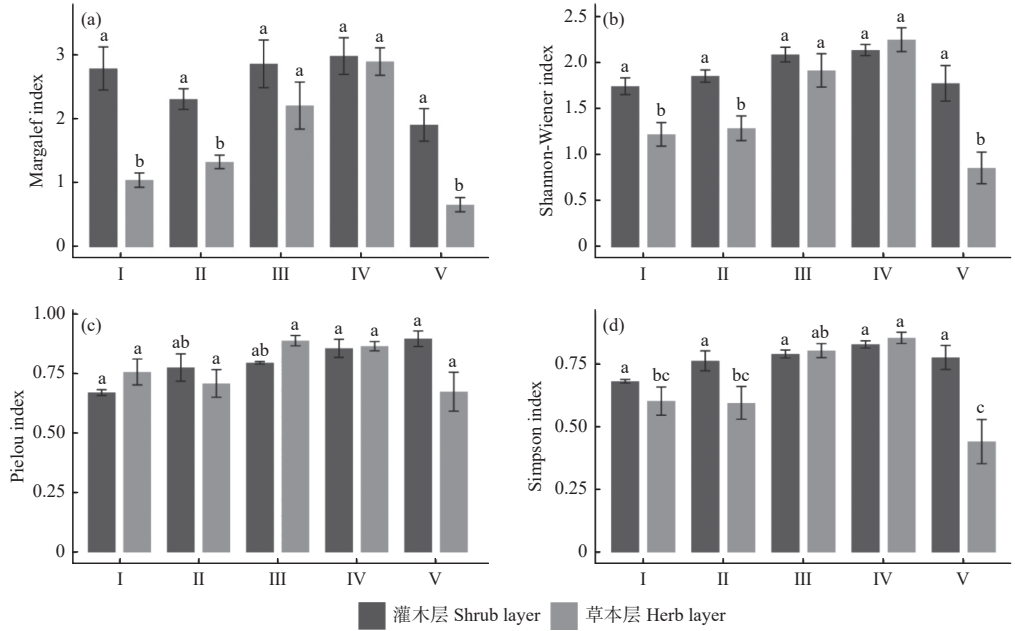 (a)
Margalef index
3
2
1
0
a
b
a
b
a
a
a
a
a
b
I
II
III
IV
V
(b)
Shannon-Wiener index
2.5
2.0
1.5
1.0
0.5
0
a
b
a
b
a
a
a
a
a
b
I
II
III
IV
V
(c)
Pielou index
1.00
0.75
0.50
0.25
0
a
a
ab
a
ab
a
a
a
a
a
I
II
III
IV
V
(d)
Simpson index
0.75
0.50
0.25
0
a
bc
a
bc
a
ab
a
a
a
c
I
II
III
IV
V
灌木层 Shrub layer
草本层 Herb layer